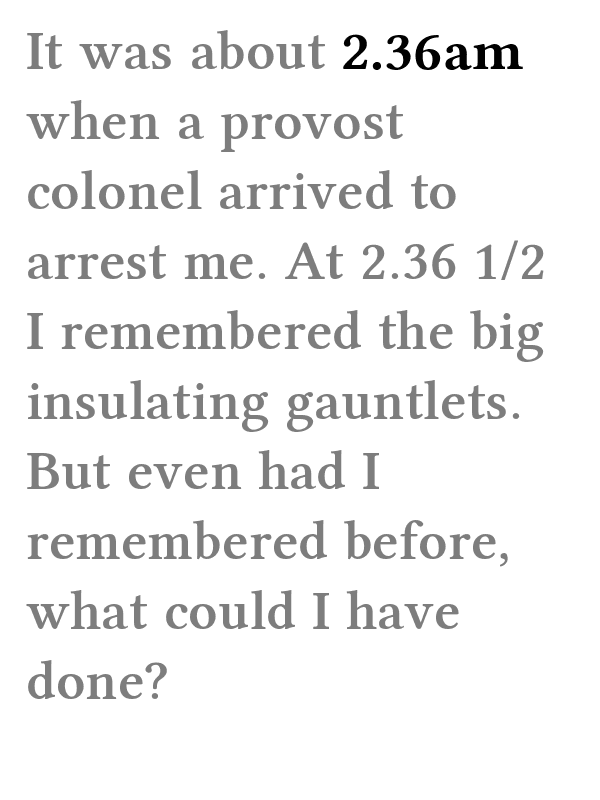 It was about 2.36am
when a provost
colonel arrived to
arrest me. At 2.36 1/2
I remembered the big
insulating gauntlets.
But even had I
remembered before,
what could I have
done?